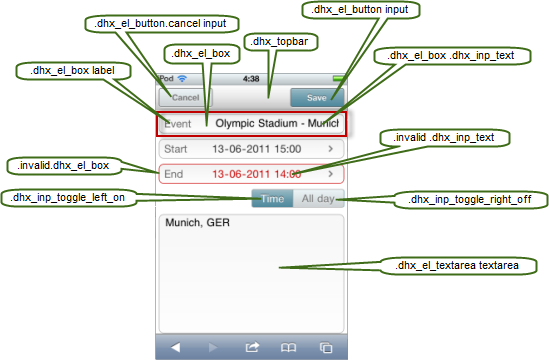 .dhx_el_button.cancel input
.dhx_el_button input
.dhx_el_box
.dhx_topbar
.dhx_el_box label
.dhx_el_box .dhx_inp_text
Pod 4:38
Cancel Save
Event Olympic Stadium - Munich
Start 13-06-2011 15:00
.invalid .dhx_inp_text
.invalid.dhx_el_box
End 13-06-2011 14:00
.dhx_inp_toggle_left_on
Time All day
.dhx_inp_toggle_right_off
Munich, GER
.dhx_el_textarea textarea